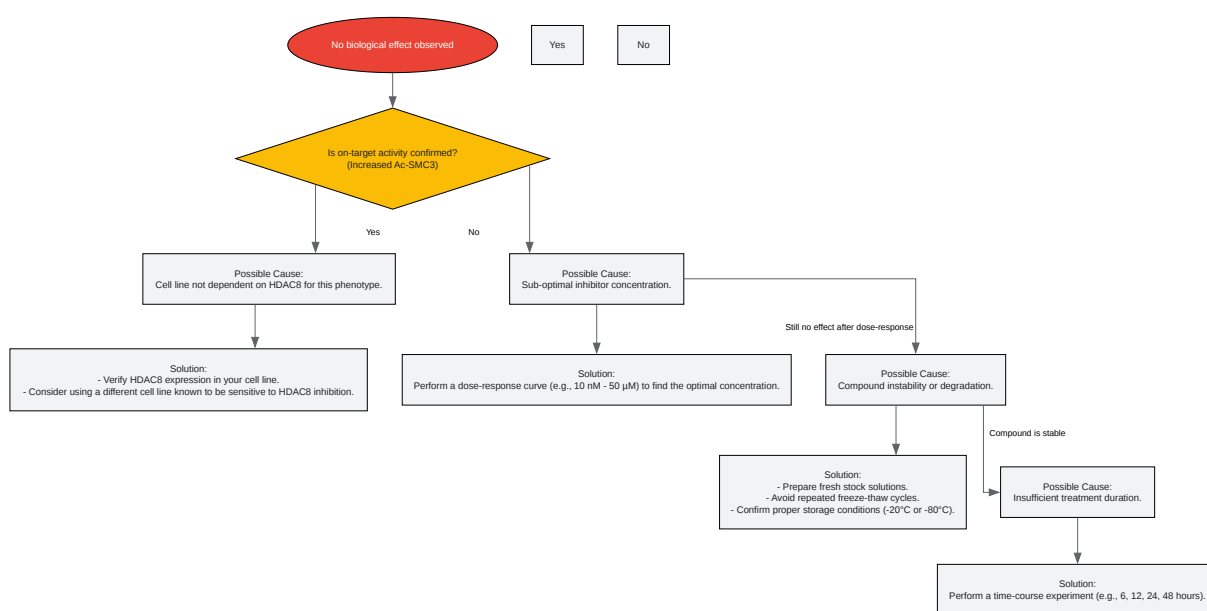 No biological effect observed
Yes
No
Is on-target activity confirmed?
(Increased Ac-SMC3)
Yes
No
Possible Cause:
Cell line not dependent on HDAC8 for this phenotype.
Possible Cause:
Sub-optimal inhibitor concentration.
Still no effect after dose-response
Solution:
- Verify HDAC8 expression in your cell line.
- Consider using a different cell line known to be sensitive to HDAC8 inhibition.
Solution:
Perform a dose-response curve (e.g., 10 nM - 50 µM) to find the optimal concentration.
Possible Cause:
Compound instability or degradation.
Compound is stable
Solution:
- Prepare fresh stock solutions.
- Avoid repeated freeze-thaw cycles.
- Confirm proper storage conditions (-20°C or -80°C).
Possible Cause:
Insufficient treatment duration.
Solution:
Perform a time-course experiment (e.g., 6, 12, 24, 48 hours).